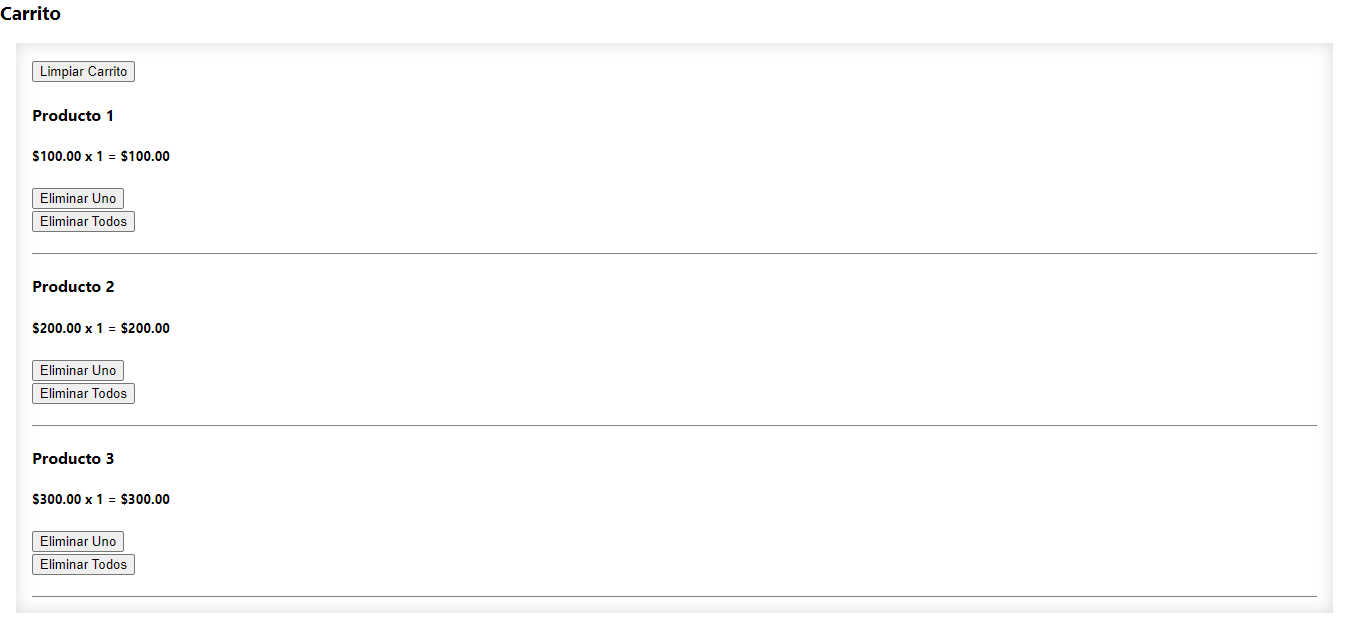 Carrito
Limpiar Carrito
Producto 1
$100.00 x 1 = $100.00
Eliminar Uno
Eliminar Todos
Producto 2
$200.00 x 1 = $200.00
Eliminar Uno
Eliminar Todos
Producto 3
$300.00 x 1 = $300.00
Eliminar Uno
Eliminar Todos